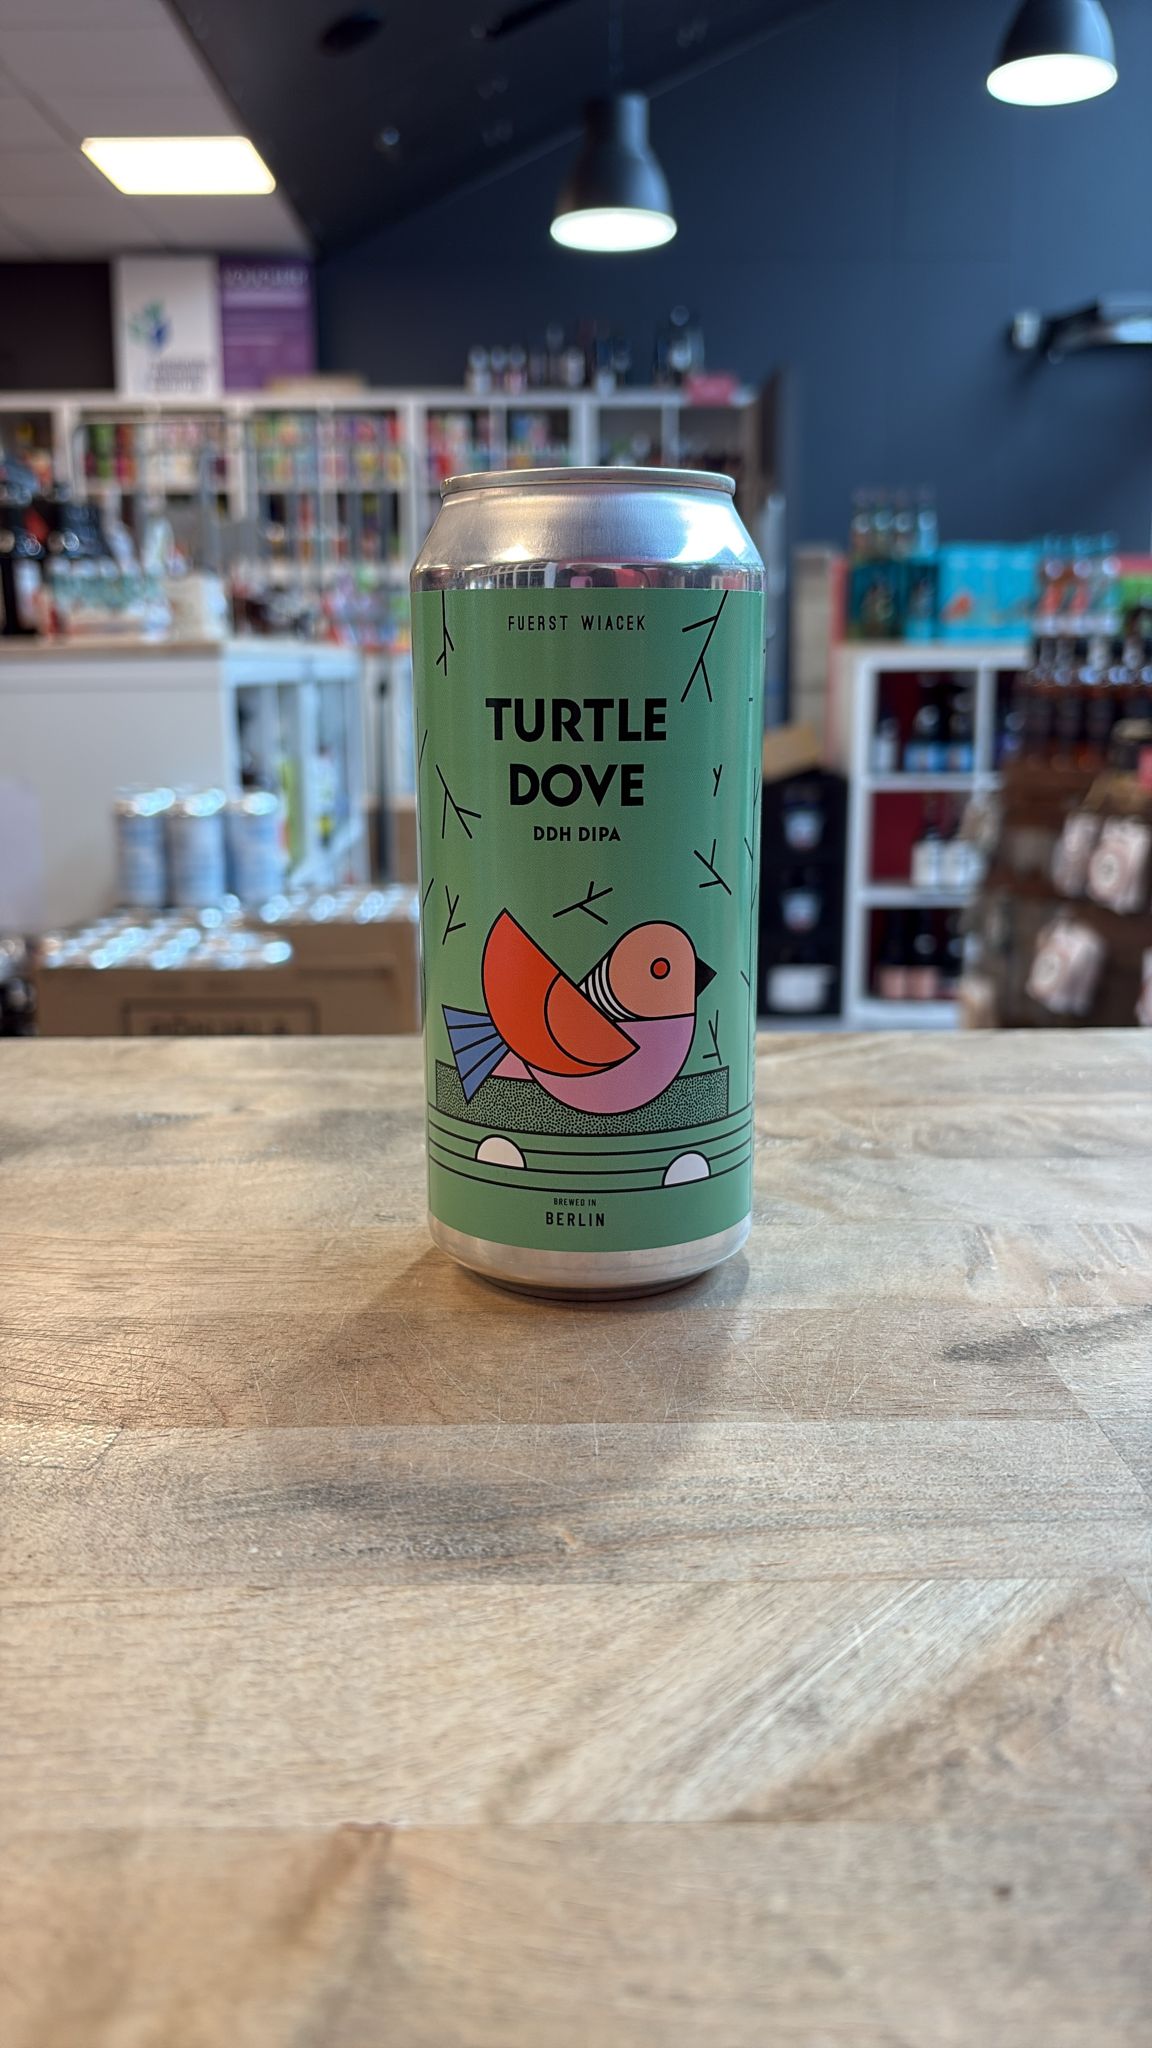 FUERST WIACEK
TURTLE
DOVE
DDH DIPA
BREWED IN
BERLIN